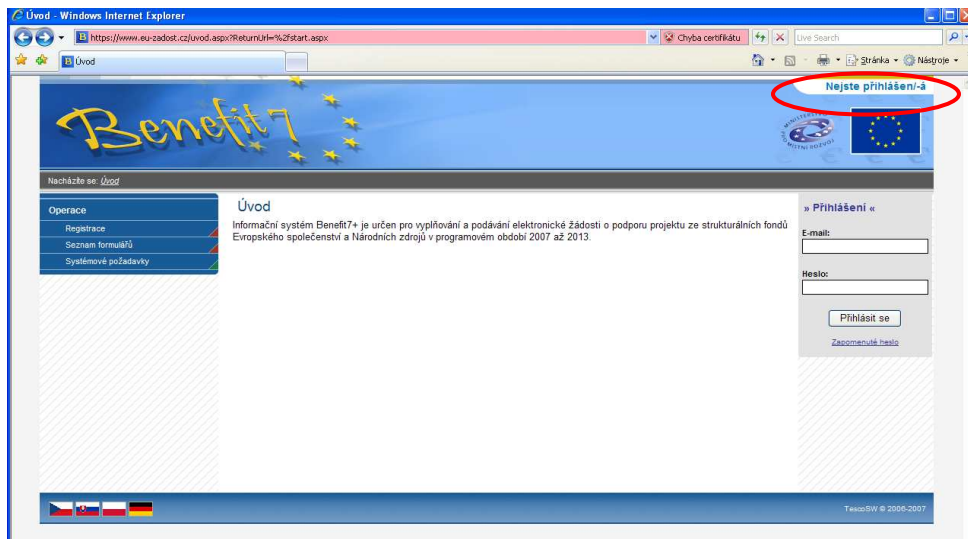 Úvod - Windows Internet Explorer
https://www.eu-zadost.cz/uvod.aspx?ReturnUrl=%2fstart.aspx
Chyba certifikátu
Live Search
Úvod
Stránka
Nástroje
Nejste přihlášen/-á
Benefit7
Nacházíte se: Úvod
Operace
Registrace
Seznam formulářů
Systémové požadavky
Úvod
Informační systém Benefit7+ je určen pro vyplňování a podávání elektronické žádosti o podporu projektu ze strukturálních fondů
Evropského společenství a Národních zdrojů v programovém období 2007 až 2013.
» Přihlášení «
E-mail:
Heslo:
Přihlásit se
Zapomenuté heslo
TescoSW © 2006-2007